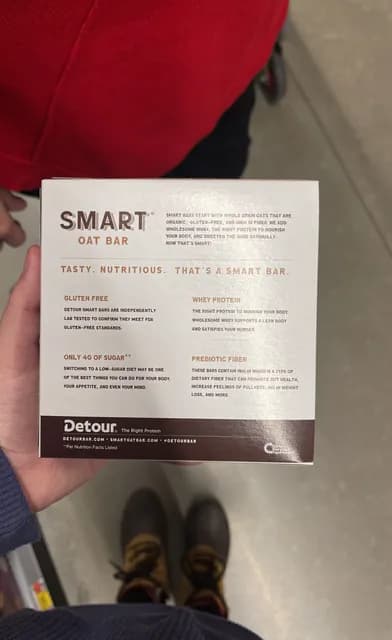 SMART
OAT BAR
SMART BARS START WITH WHOLE GRAIN OATS THAT ARE
ORGANIC, GLUTEN-FREE, AND HIGH IN FIBER. WE ADD
WHOLESOME WHEY, THE RIGHT PROTEIN TO NOURISH
YOUR BODY, AND SWEETEN THE BARS NATURALLY.
NOW THAT'S SMART!
TASTY. NUTRITIOUS. THAT'S A SMART BAR.
GLUTEN FREE
DETOUR SMART BARS ARE INDEPENDENTLY
LAB TESTED TO CONFIRM THEY MEET FDA
GLUTEN-FREE STANDARDS.
WHEY PROTEIN
THE RIGHT PROTEIN TO NOURISH YOUR BODY.
WHOLESOME WHEY SUPPORTS A LEAN BODY
AND SATISFIES YOUR HUNGER.
ONLY 4G OF SUGAR**
SWITCHING TO A LOW-SUGAR DIET MAY BE ONE
OF THE BEST THINGS YOU CAN DO FOR YOUR BODY,
YOUR APPETITE, AND EVEN YOUR MIND.
PREBIOTIC FIBER
THESE BARS CONTAIN INULIN WHICH IS A TYPE OF
DIETARY FIBER THAT CAN PROMOTE GUT HEALTH,
INCREASE FEELINGS OF FULLNESS, AID IN WEIGHT
LOSS, AND MORE.
Detour. The Right Protein
DETOURBAR.COM • SMARTOATBAR.COM • #DETOURBAR
**Per Nutrition Facts Listed